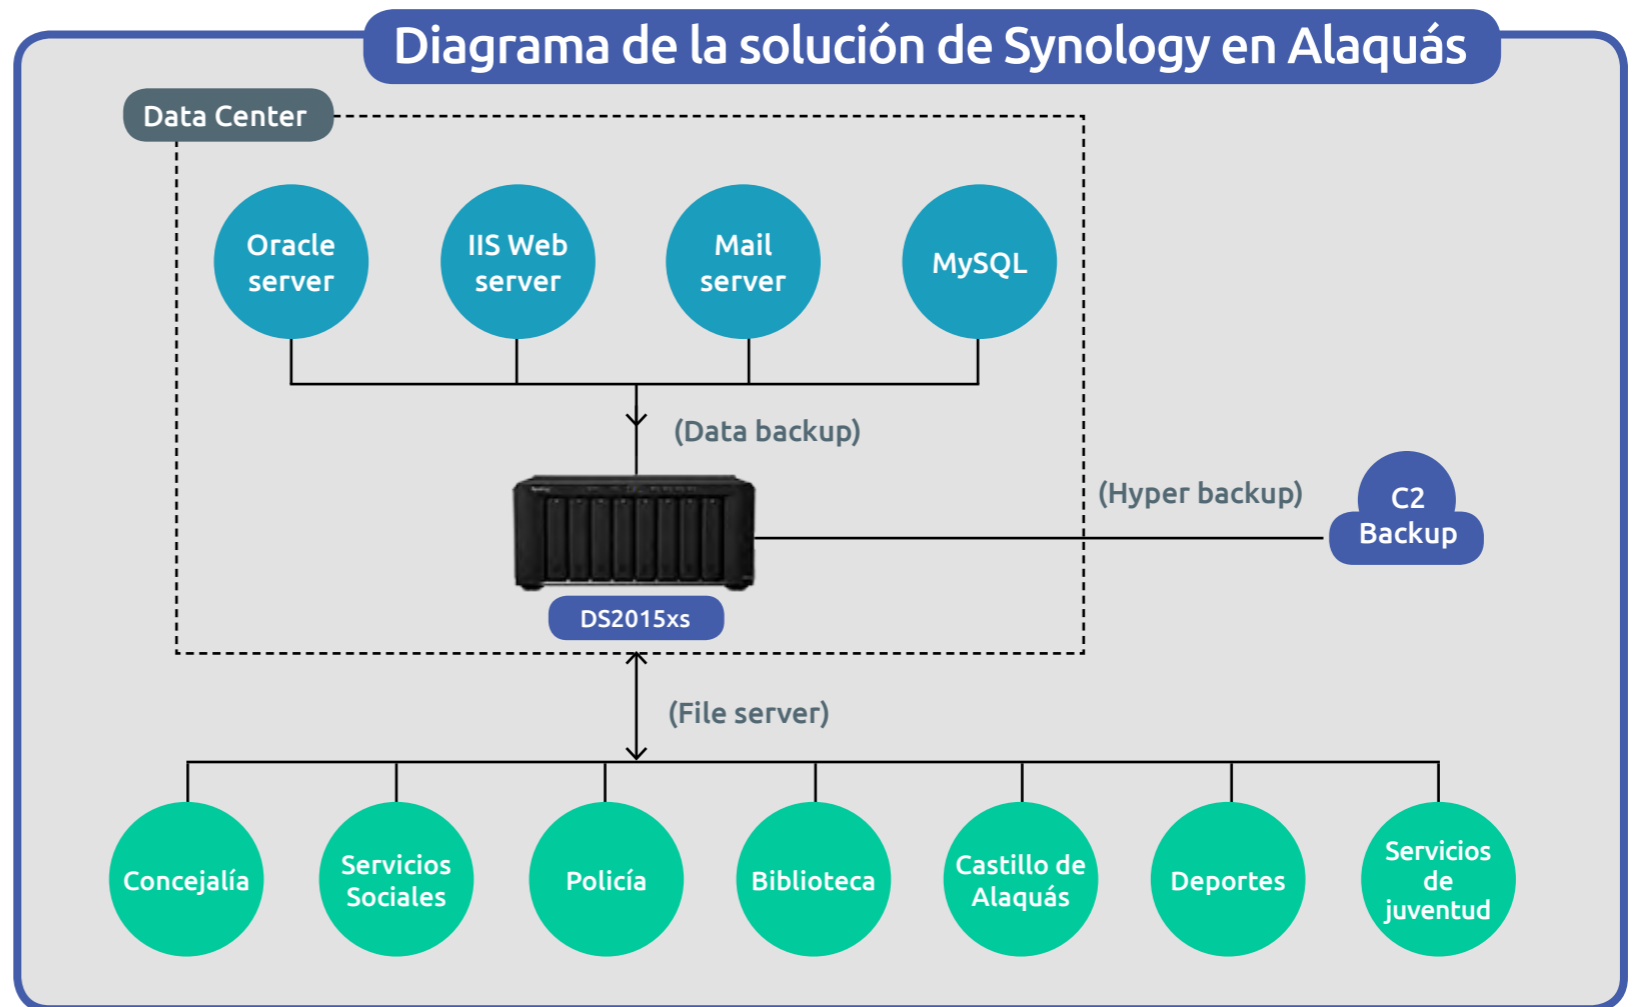 Diagrama de la solución de Synology en Alaquás
Data Center
Oracle
server
IIS Web
server
Mail
server
MySQL
(Data backup)
(Hyper backup)
C2
Backup
DS2015xs
(File server)
Concejalía
Servicios
Sociales
Policía
Biblioteca
Castillo de
Alaquás
Deportes
Servicios
de
juventud